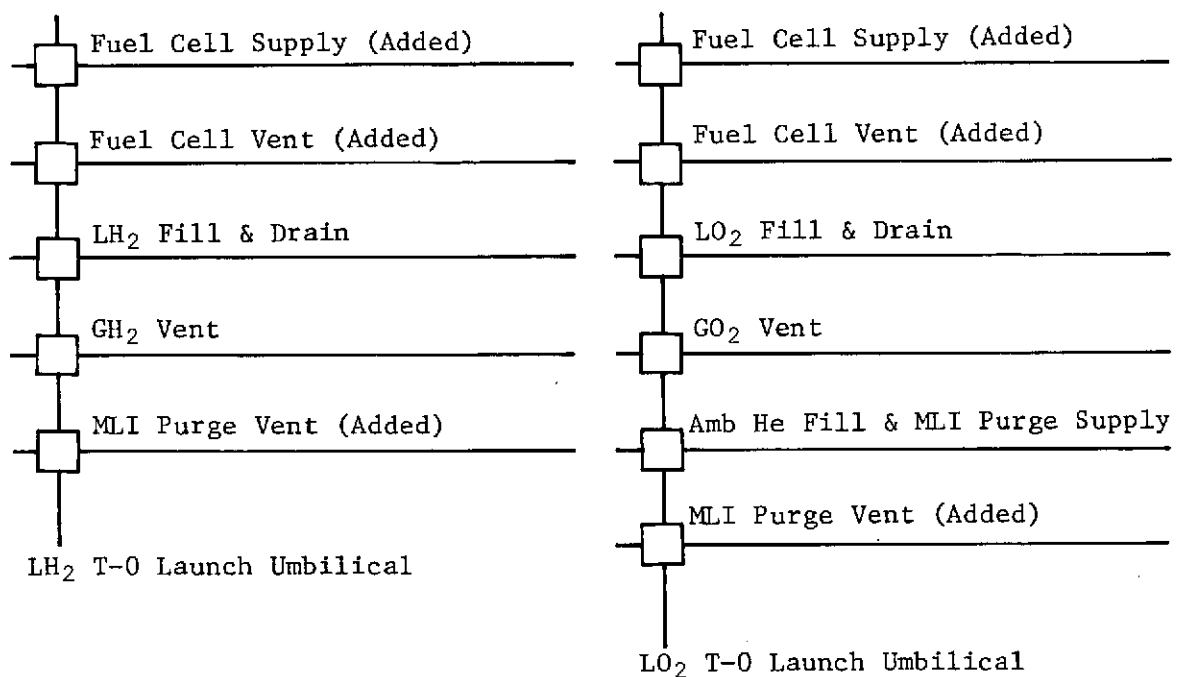 Fuel Cell Supply (Added)
Fuel Cell Vent (Added)
LH₂ Fill & Drain
GH₂ Vent
MLI Purge Vent (Added)
LH₂ T-0 Launch Umbilical
Fuel Cell Supply (Added)
Fuel Cell Vent (Added)
LO₂ Fill & Drain
GO₂ Vent
Amb He Fill & MLI Purge Supply
MLI Purge Vent (Added)
LO₂ T-0 Launch Umbilical